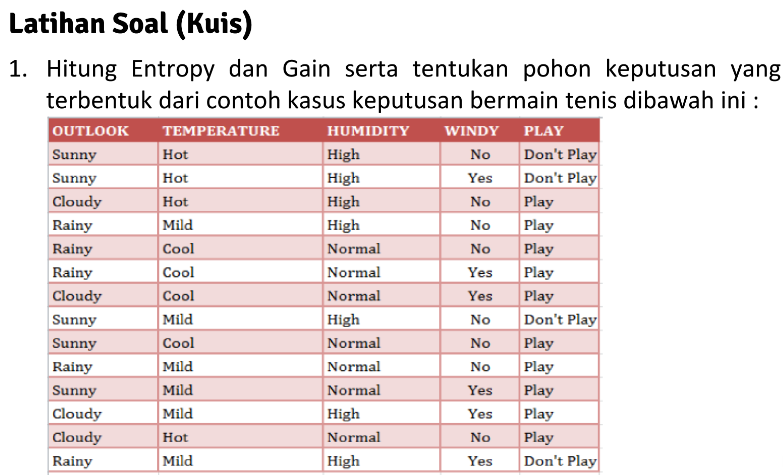 Latihan Soal (Kuis)
1. Hitung Entropy dan Gain serta tentukan pohon keputusan yang
terbentuk dari contoh kasus keputusan bermain tenis dibawah ini :
OUTLOOK TEMPERATURE HUMIDITY WINDY PLAY
Sunny Hot High No Don't Play
Sunny Hot High Yes Don't Play
Cloudy Hot High No Play
Rainy Mild High No Play
Rainy Cool Normal No Play
Rainy Cool Normal Yes Play
Cloudy Cool Normal Yes Play
Sunny Mild High No Don't Play
Sunny Cool Normal No Play
Rainy Mild Normal No Play
Sunny Mild Normal Yes Play
Cloudy Mild High Yes Play
Cloudy Hot Normal No Play
Rainy Mild High Yes Don't Play